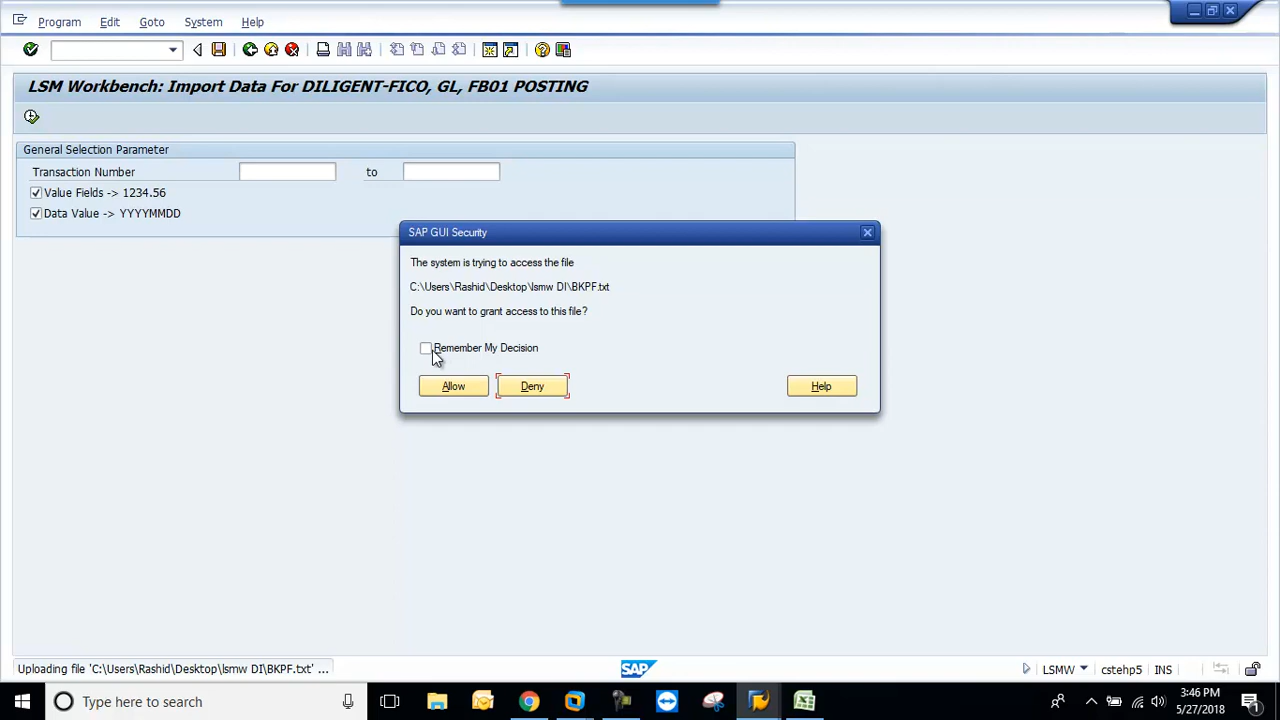 Program Edit Goto System Help
LSM Workbench: Import Data For DILIGENT-FICO, GL, FB01 POSTING
General Selection Parameter
Transaction Number to
Value Fields -> 1234.56
Data Value -> YYYYMMDD
SAP GUI Security
The system is trying to access the file
C:\Users\Rashid\Desktop\lsmw DI\BKPF.txt
Do you want to grant access to this file?
Remember My Decision
Allow Deny Help
Uploading file 'C:\Users\Rashid\Desktop\lsmw DI\BKPF.txt' ...
SAP
LSMW cstehp5 INS
Type here to search
3:46 PM
5/27/2018
1